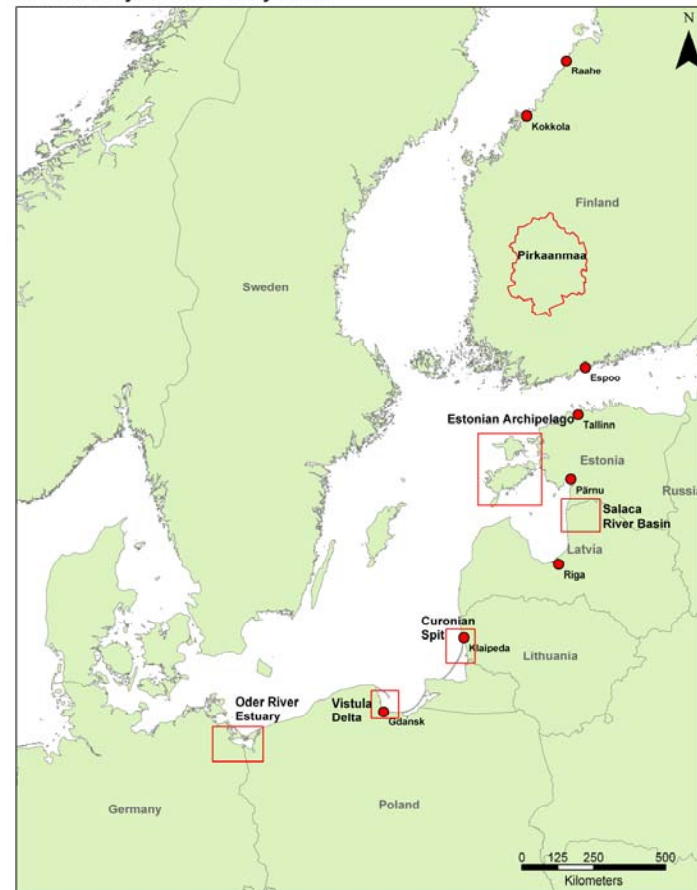 N
Raahe
Kokkola
Finland
Pirkaanmaa
Sweden
Espoo
Estonian Archipelago
Tallinn
Estonia
Pärnu
Russia
Salaca
River Basin
Latvia
Riga
Curonian
Spit
Klaipeda
Lithuania
Oder River
Estuary
Vistula
Delta
Gdansk
Germany
Poland
0 125 250 500
Kilometers